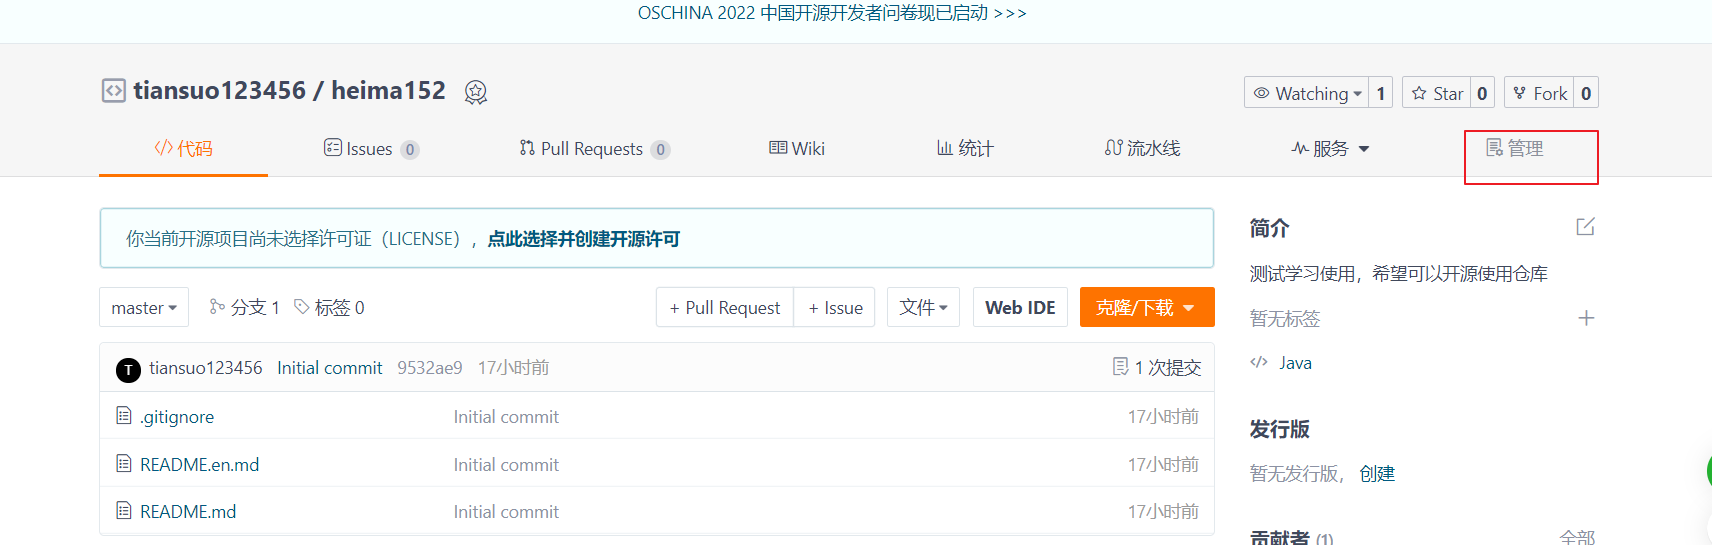 OSCHINA 2022 中国开源开发者问卷现已启动 >>>
tiansuo123456 / heima152
Watching 1 Star 0 Fork 0
代码 Issues 0 Pull Requests 0 Wiki 统计 流水线 服务 管理
你当前开源项目尚未选择许可证（LICENSE），点此选择并创建开源许可
master 分支 1 标签 0 + Pull Request + Issue 文件 Web IDE 克隆/下载
T tiansuo123456 Initial commit 9532ae9 17小时前 1 次提交
.gitignore Initial commit 17小时前
README.en.md Initial commit 17小时前
README.md Initial commit 17小时前
简介
测试学习使用，希望可以开源使用仓库
暂无标签
Java
发行版
暂无发行版，创建
贡献者 (1) 全部